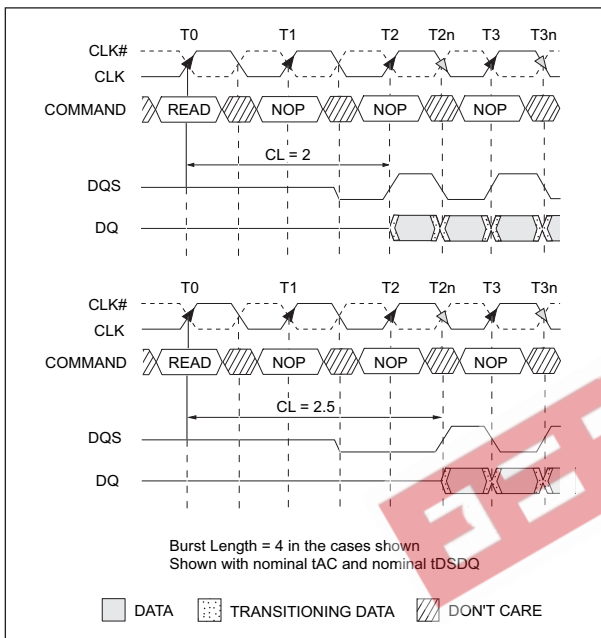 T0 T1 T2 T2n T3 T3n
CLK#
CLK
COMMAND READ NOP NOP NOP
CL = 2
DQS
DQ
T0 T1 T2 T2n T3 T3n
CLK#
CLK
COMMAND READ NOP NOP NOP
CL = 2.5
DQS
DQ
Burst Length = 4 in the cases shown
Shown with nominal tAC and nominal tDSDQ
DATA TRANSITIONING DATA DON'T CARE